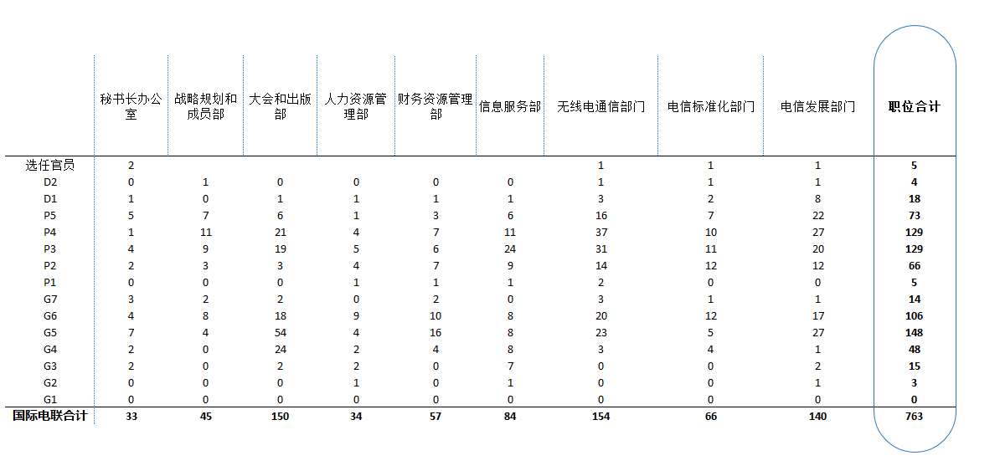 秘书长办公室 战略规划和成员部 大会和出版部 人力资源管理部 财务资源管理部 信息服务部 无线电通信部门 电信标准化部门 电信发展部门 职位合计
选任官员 2 1 1 1 5
D2 0 1 0 0 0 0 1 1 1 4
D1 1 0 1 1 1 1 3 2 8 18
P5 5 7 6 1 3 6 16 7 22 73
P4 1 11 21 4 7 11 37 10 27 129
P3 4 9 19 5 6 24 31 11 20 129
P2 2 3 3 4 7 9 14 12 12 66
P1 0 0 0 1 1 1 2 0 0 5
G7 3 2 2 0 2 0 3 1 1 14
G6 4 8 18 9 10 8 20 12 17 106
G5 7 4 54 4 16 8 23 5 27 148
G4 2 0 24 2 4 8 3 4 1 48
G3 2 0 2 2 0 7 0 0 2 15
G2 0 0 0 1 0 1 0 0 1 3
G1 0 0 0 0 0 0 0 0 0 0
国际电联合计 33 45 150 34 57 84 154 66 140 763